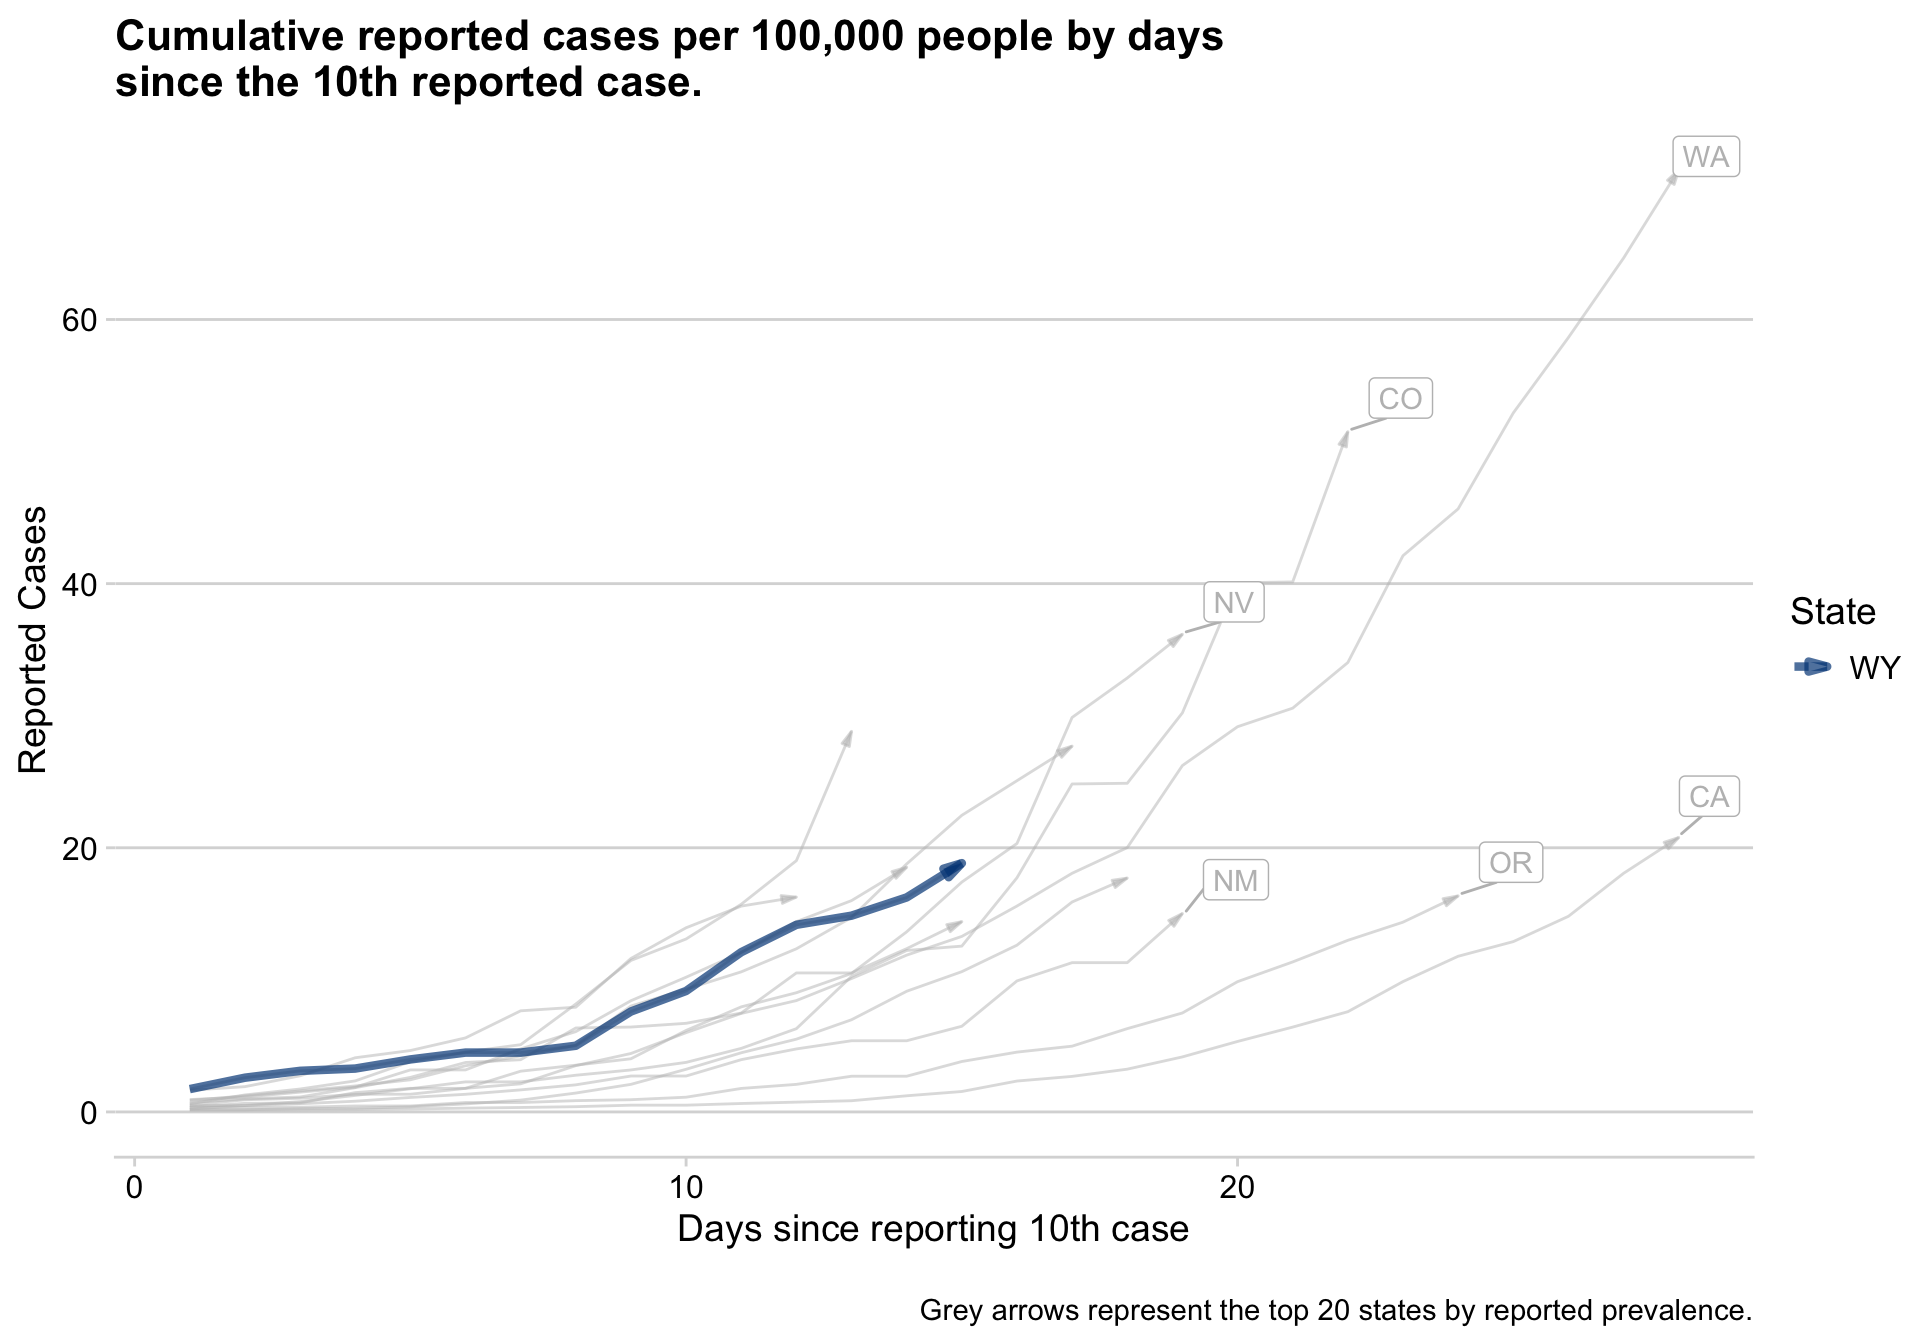 Cumulative reported cases per 100,000 people by days
since the 10th reported case.
WA
60
CO
Reported Cases
40
NV
State
WY
CA
20
OR
NM
0
0
10
20
Days since reporting 10th case
Grey arrows represent the top 20 states by reported prevalence.